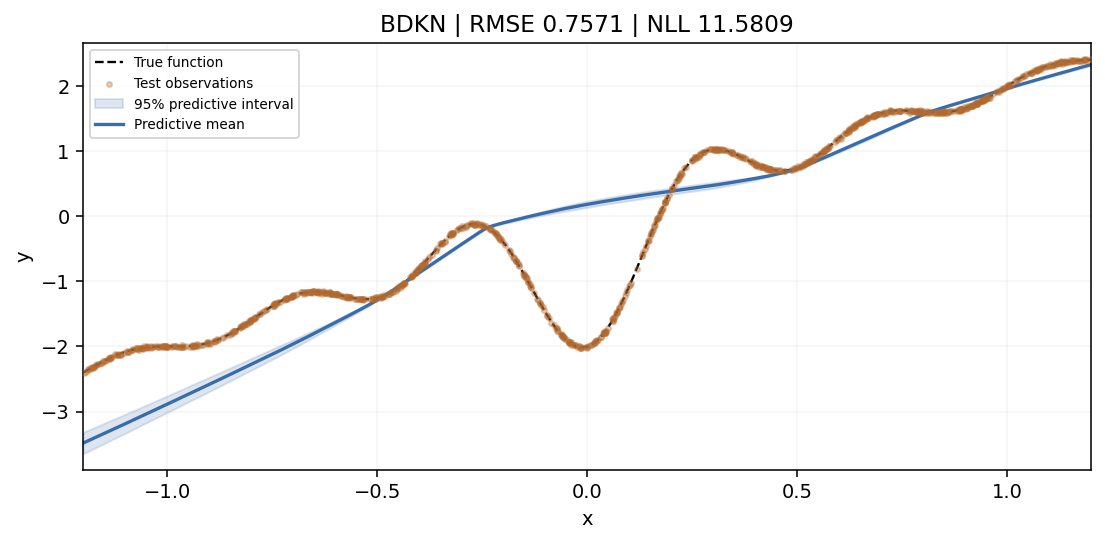 BDKN | RMSE 0.7571 | NLL 11.5809
True function
Test observations
95% predictive interval
Predictive mean
y
2
1
0
−1
−2
−3
−1.0
−0.5
0.0
0.5
1.0
x